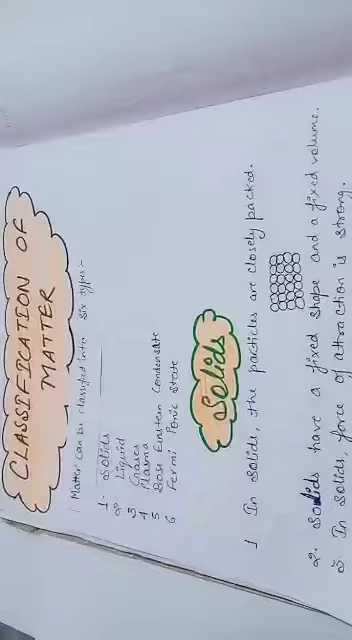 CLASSIFICATION OF
MATTER
Matter can be classified into six types:-
1. Solids
2 Liquid
3 Gases
4 Plasma
5 Bose Einstein Condensate
6 Fermi Ponic State
Solids
1 In Solids, the particles are closely packed.
2. Solids have a fixed shape and a fixed volume.
3. In Solids, force of attraction is strong.